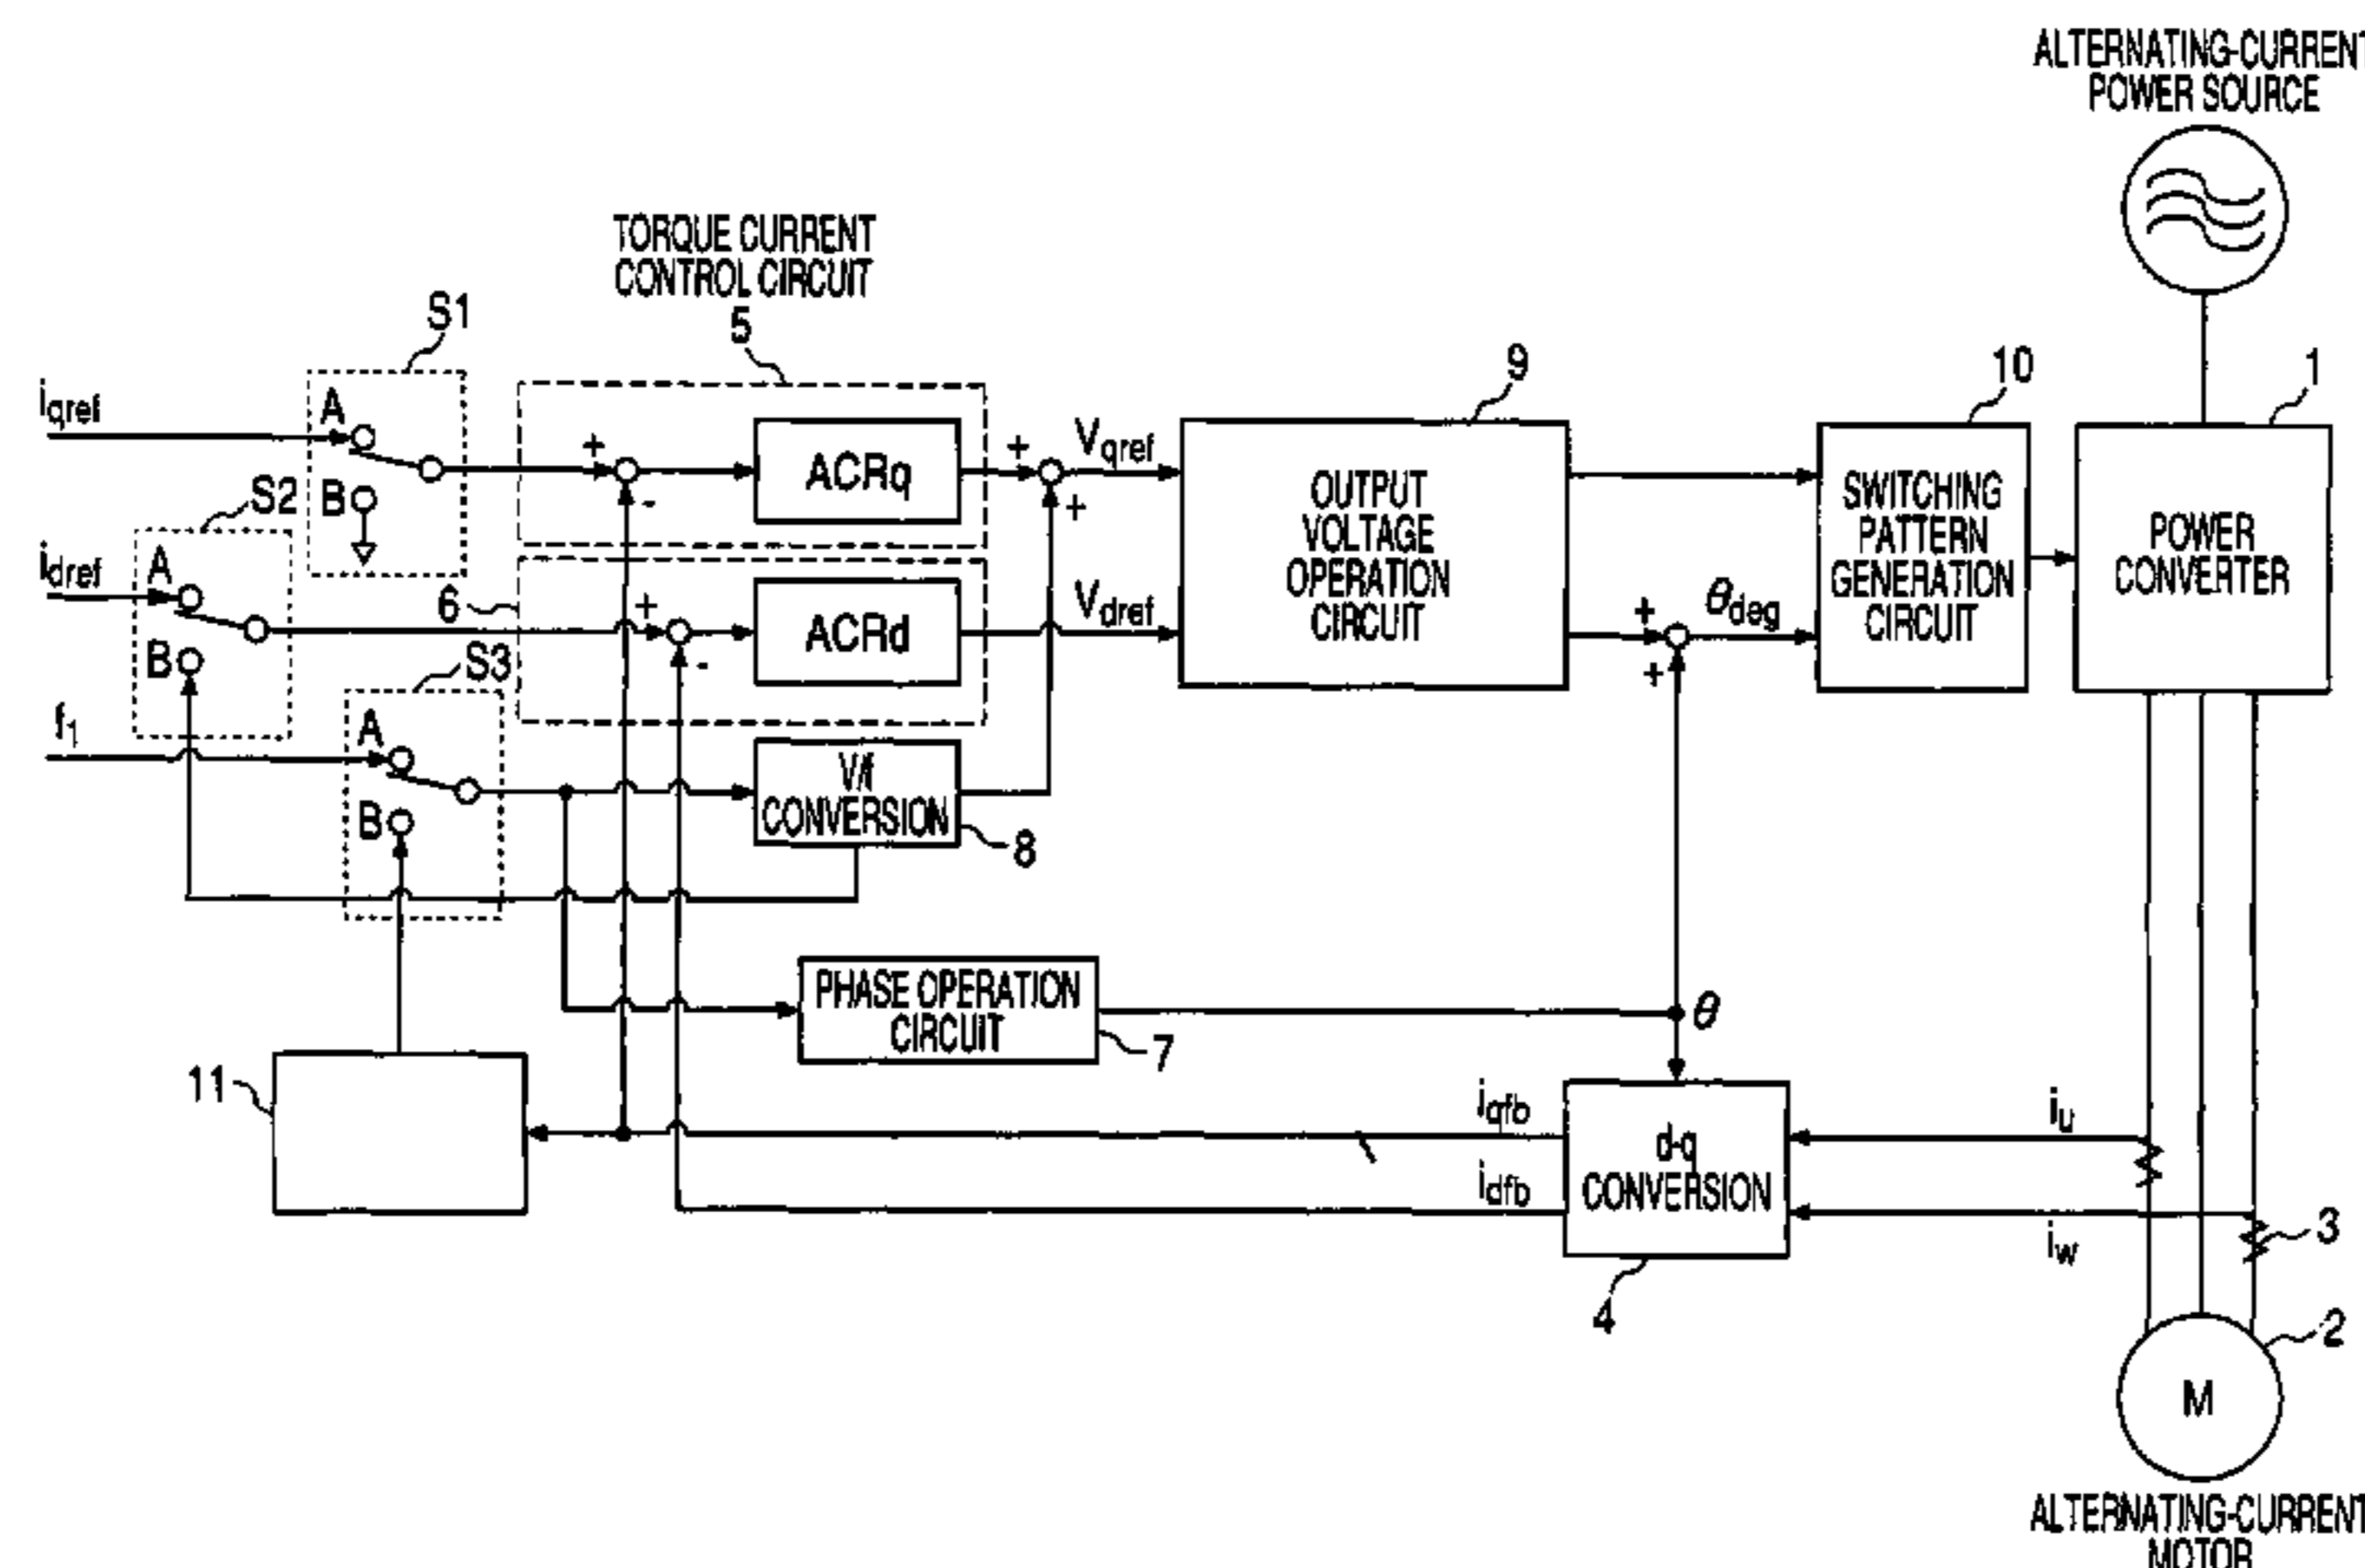 ALTERNATING-CURRENT
POWER SOURCE
TORQUE CURRENT
CONTROL CIRCUIT
5
S1
9
10
1
iqref
A
B
+
-
ACRq
+
+
Vqref
OUTPUT
VOLTAGE
OPERATION
CIRCUIT
SWITCHING
PATTERN
GENERATION
CIRCUIT
POWER
CONVERTER
S2
idref
A
B
6
+
-
ACRd
Vdref
+
+
θdeg
S3
f1
A
B
V/f
CONVERSION
8
PHASE OPERATION
CIRCUIT
7
θ
11
iqfb
idfb
d-q
CONVERSION
4
iu
iw
3
2
M
ALTERNATING-CURRENT
MOTOR